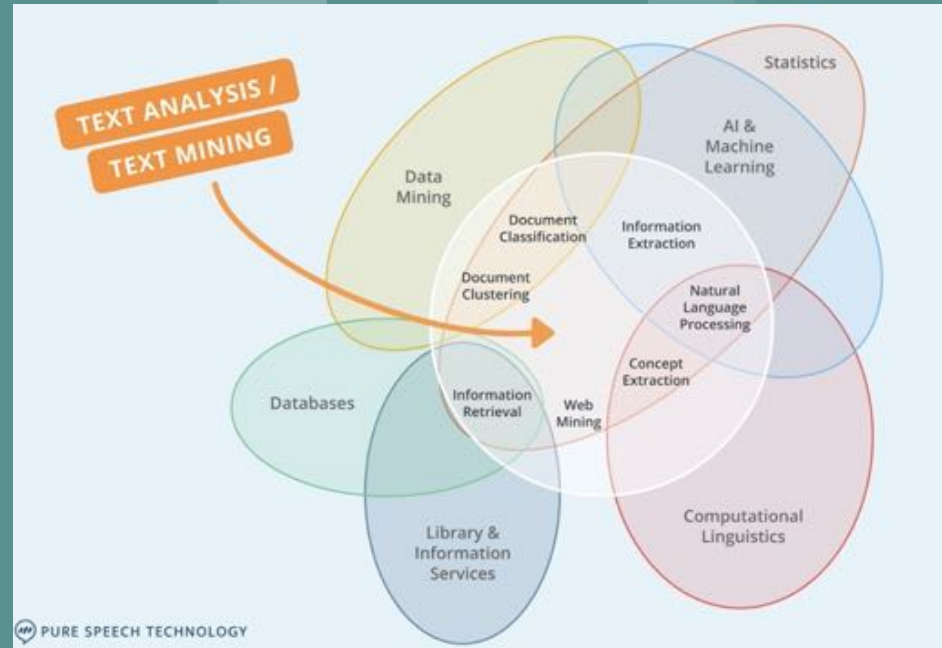 TEXT ANALYSIS /
TEXT MINING
Statistics
AI &
Machine
Learning
Data
Mining
Document
Classification
Information
Extraction
Document
Clustering
Natural
Language
Processing
Concept
Extraction
Databases
Information
Retrieval
Web
Mining
Library &
Information
Services
Computational
Linguistics
PURE SPEECH TECHNOLOGY